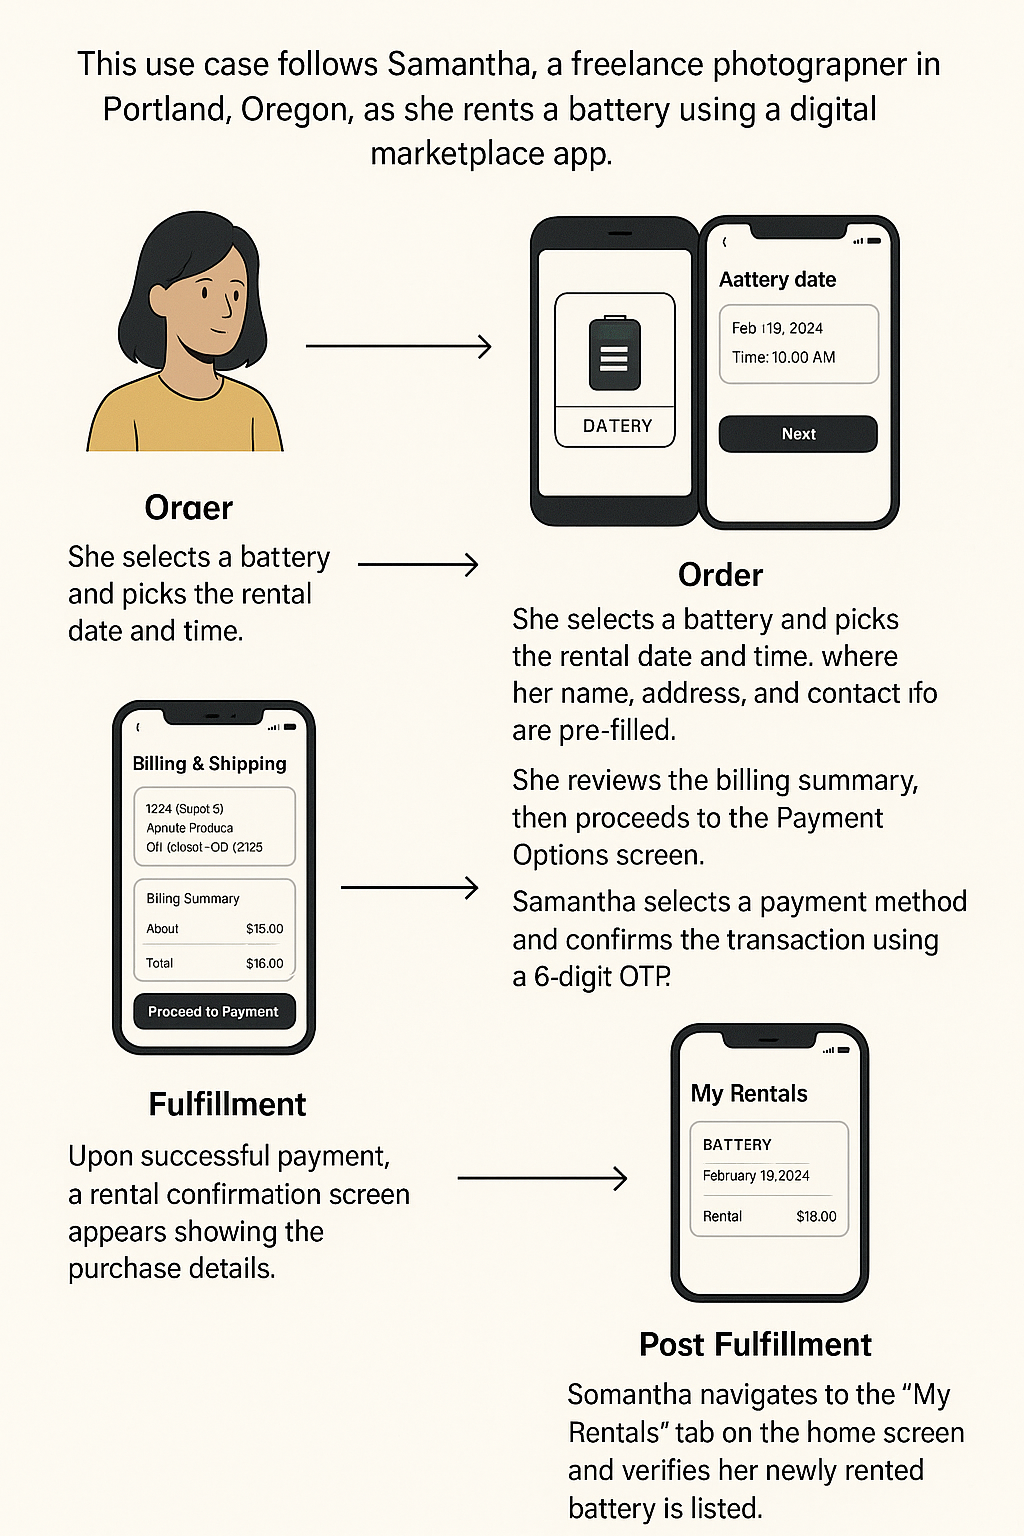 This use case follows Samantha, a freelance photograpner in
Portland, Oregon, as she rents a battery using a digital
marketplace app.
DATERY
Aattery date
Feb 19, 2024
Time: 10.00 AM
Next
Oraer
She selects a battery
and picks the rental
date and time.
Order
She selects a battery and picks
the rental date and time. where
her name, address, and contact ıfo
are pre-filled.
She reviews the billing summary,
then proceeds to the Payment
Options screen.
Samantha selects a payment method
and confirms the transaction using
a 6-digit OTP.
Billing & Shipping
1224 (Supot 5)
Apnute Produca
Ofl (closot-OD (2125
Biling Summary
About $15.00
Total $16.00
Proceed to Payment
Fulfillment
Upon successful payment,
a rental confirmation screen
appears showing the
purchase details.
My Rentals
BATTERY
February 19,2024
Rental $18.00
Post Fulfillment
Somantha navigates to the “My
Rentals” tab on the home screen
and verifies her newly rented
battery is listed.